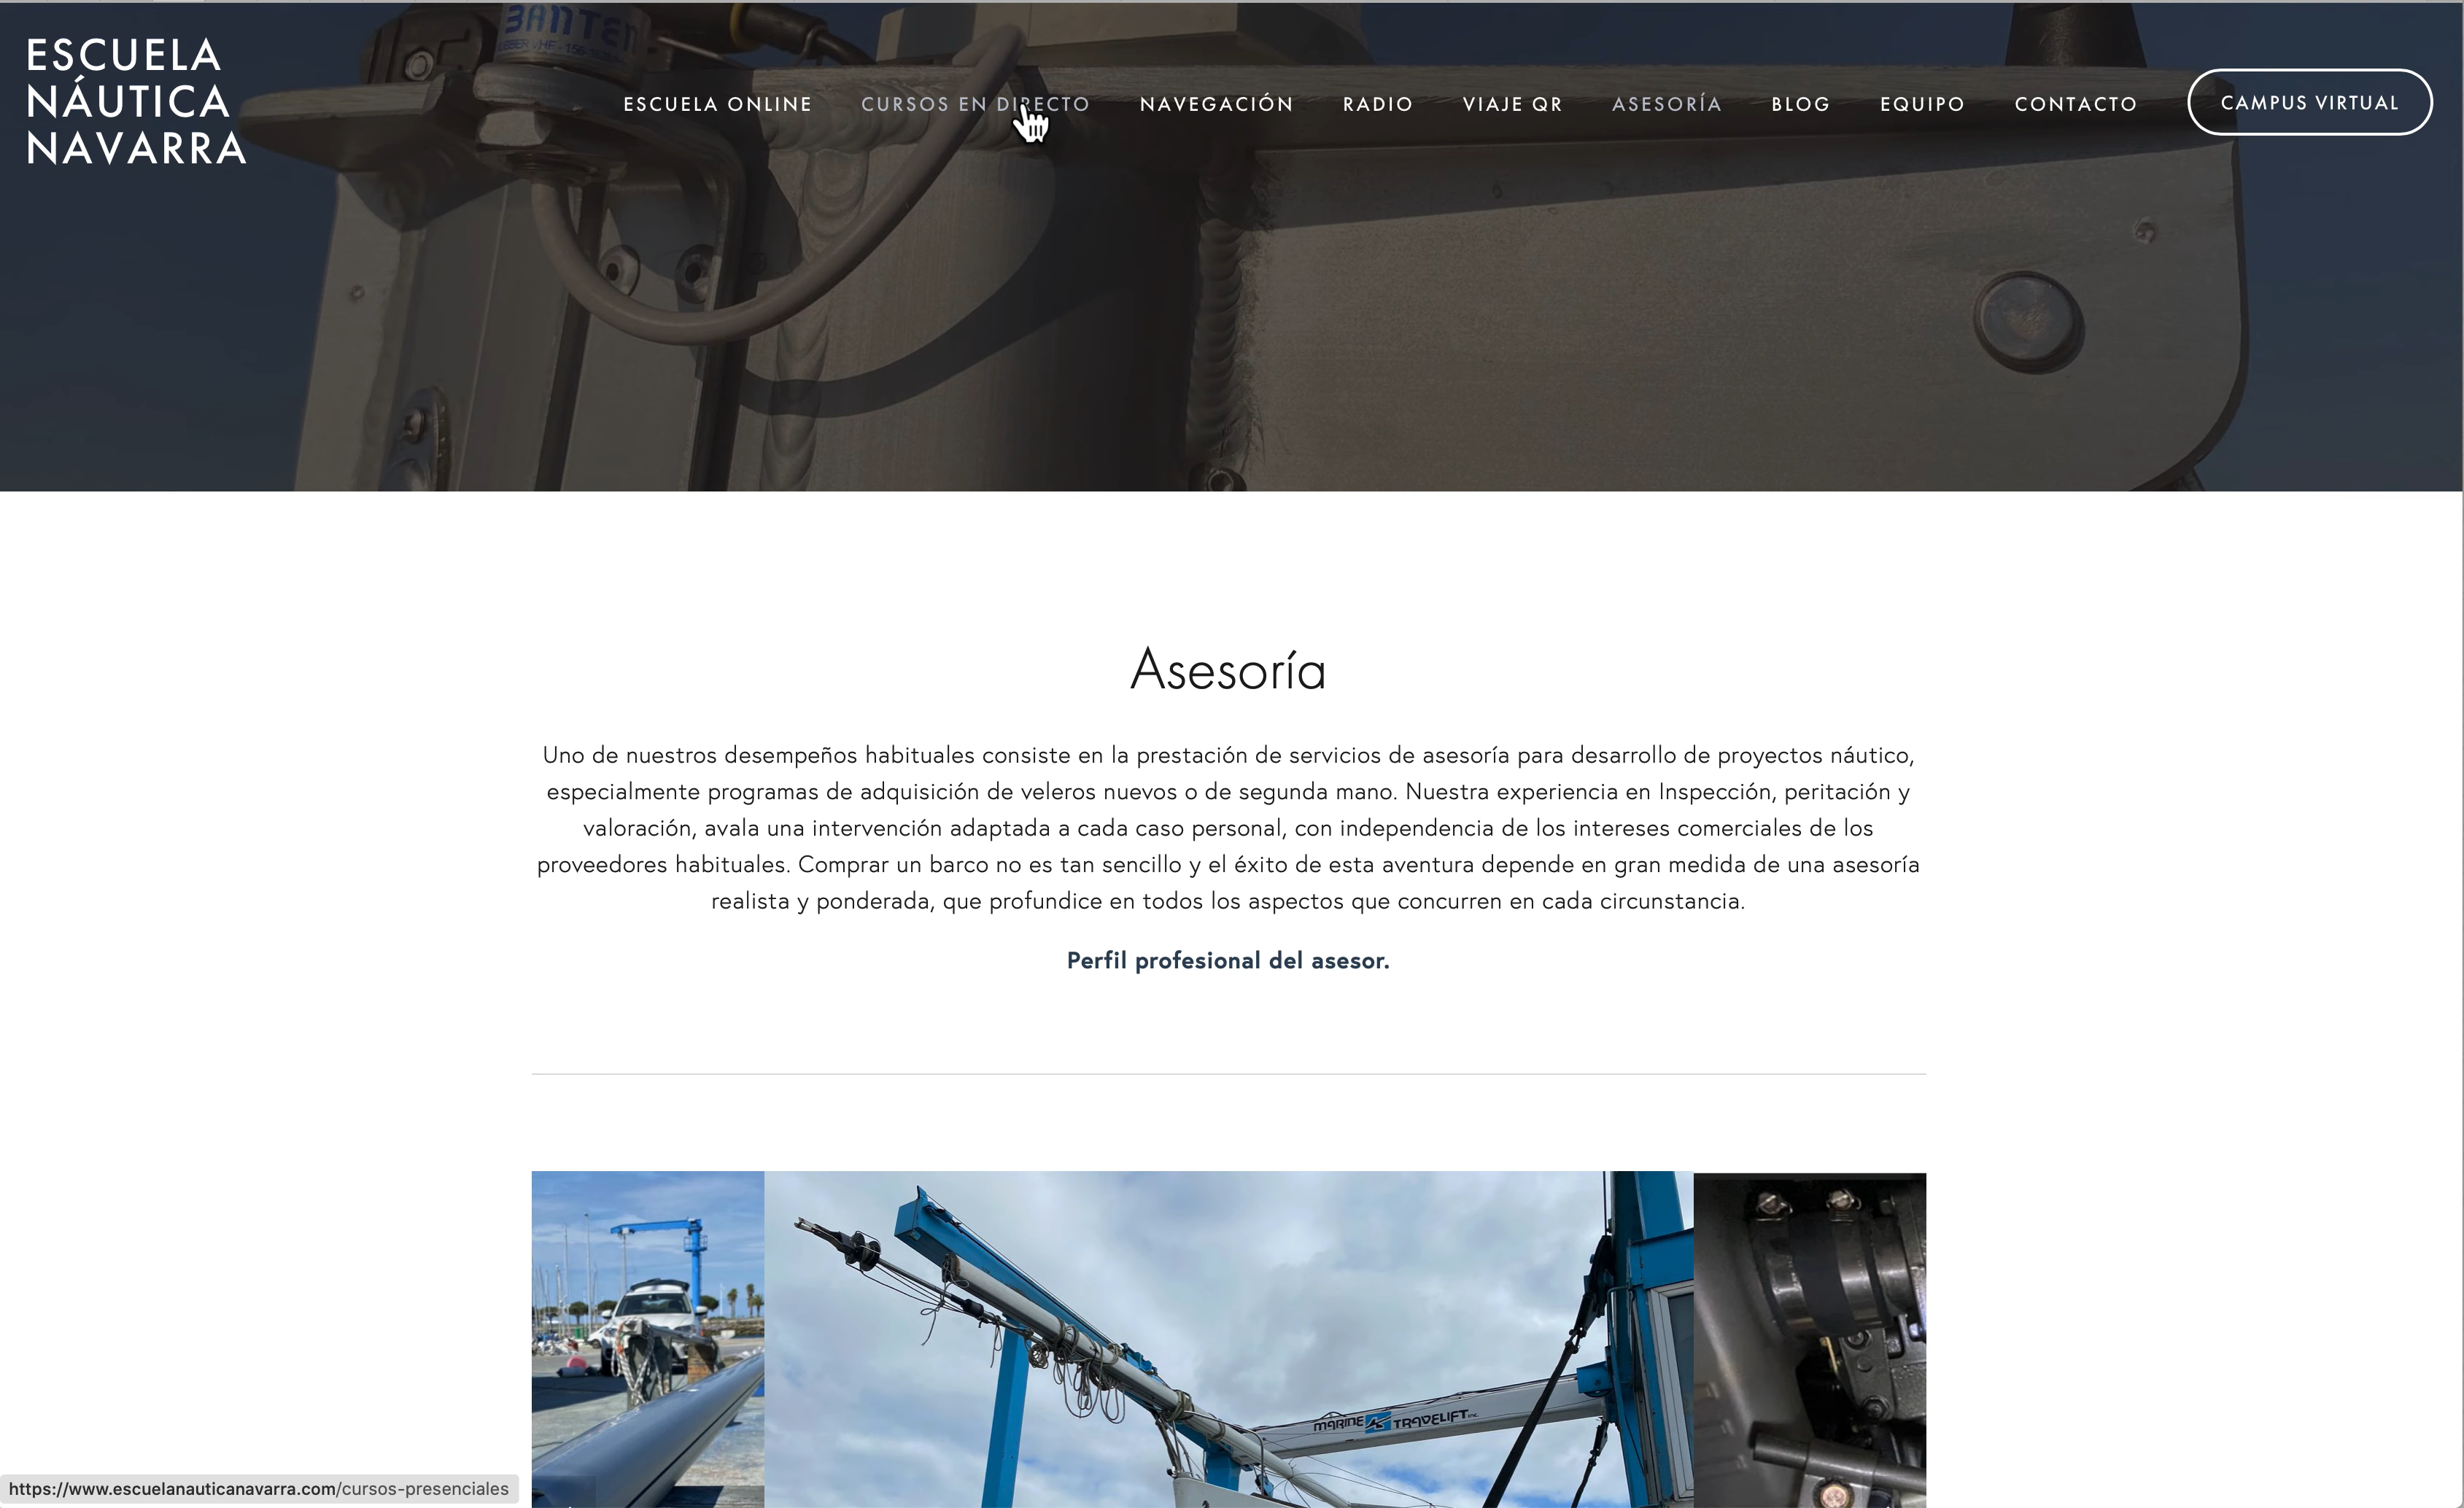 ESCUELA
NÁUTICA
NAVARRA
ESCUELA ONLINE CURSOS EN DIRECTO NAVEGACIÓN RADIO VIAJE QR ASESORÍA BLOG EQUIPO CONTACTO CAMPUS VIRTUAL
Asesoría
Uno de nuestros desempeños habituales consiste en la prestación de servicios de asesoría para desarrollo de proyectos náutico,
especialmente programas de adquisición de veleros nuevos o de segunda mano. Nuestra experiencia en Inspección, peritación y
valoración, avala una intervención adaptada a cada caso personal, con independencia de los intereses comerciales de los
proveedores habituales. Comprar un barco no es tan sencillo y el éxito de esta aventura depende en gran medida de una asesoría
realista y ponderada, que profundice en todos los aspectos que concurren en cada circunstancia.
Perfil profesional del asesor.
MARINE TRAVELIFT INC.
https://www.escuelanauticanavarra.com/cursos-presenciales